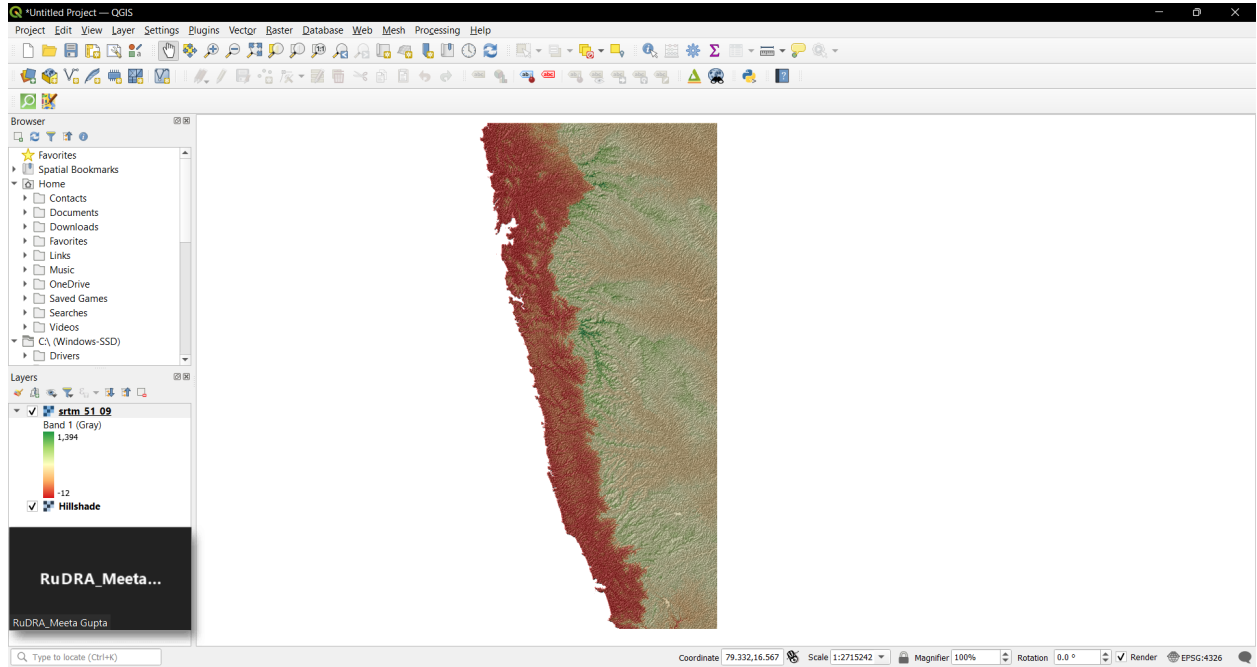 *Untitled Project — QGIS
Project Edit View Layer Settings Plugins Vector Raster Database Web Mesh Processing Help
Browser
Favorites
Spatial Bookmarks
Home
Contacts
Documents
Downloads
Favorites
Links
Music
OneDrive
Saved Games
Searches
Videos
C:\ (Windows-SSD)
Drivers
Layers
srtm_51_09
Band 1 (Gray)
1,394
-12
Hillshade
RuDRA_Meeta...
RuDRA_Meeta Gupta
Type to locate (Ctrl+K)
Coordinate 79.332,16.567 Scale 1:2715242 Magnifier 100% Rotation 0.0 ° Render EPSG:4326